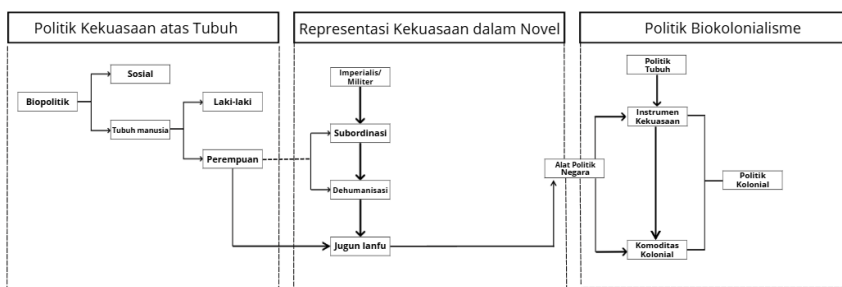 Politik Kekuasaan atas Tubuh
Representasi Kekuasaan dalam Novel
Politik Biokolonialisme
Biopolitik
Sosial
Tubuh manusia
Laki-laki
Perempuan
Imperialis/
Militer
Subordinasi
Dehumanisasi
Jugun Ianfu
Alat Politik
Negara
Politik
Tubuh
Instrumen
Kekuasaan
Politik
Kolonial
Komoditas
Kolonial